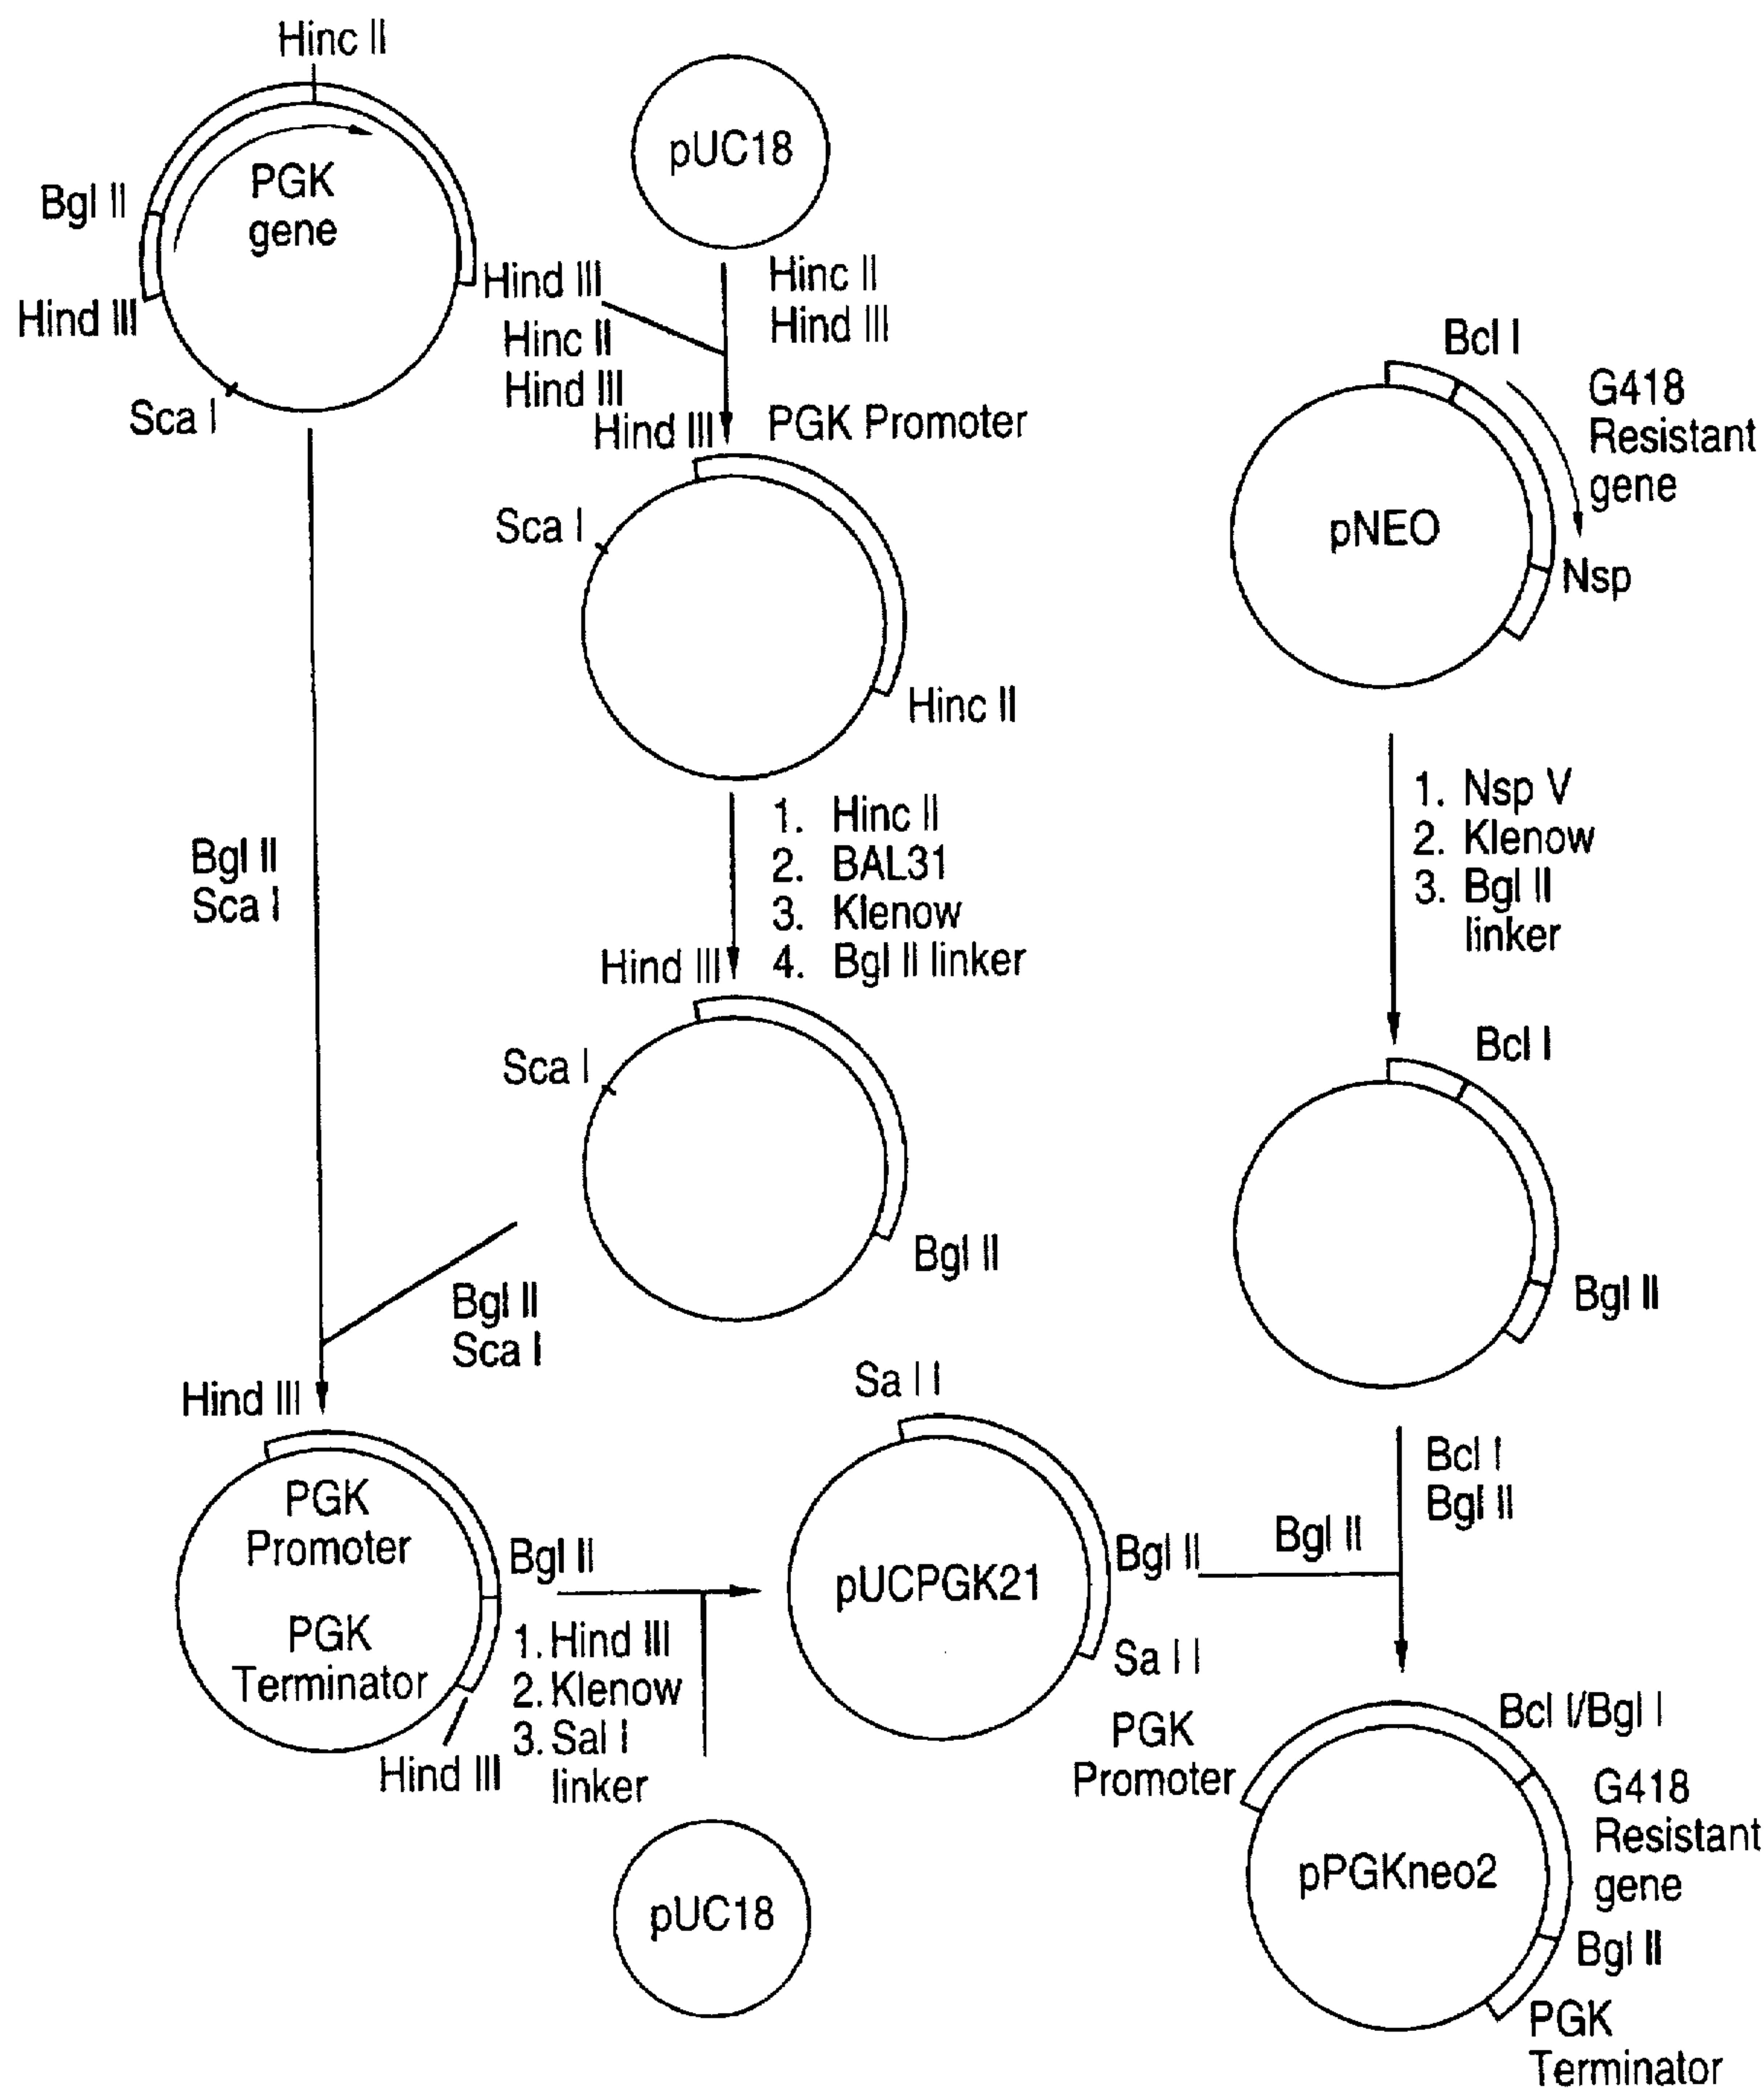 Hinc II
pUC18
PGK
gene
Bgl II
Hind III
Sca I
Hind III
Hinc II
Hind III
Hinc II
Hind III
Hind III
PGK Promoter
Sca I
Hinc II
Bcl I
G418
Resistant
gene
pNEO
Nsp
1. Hinc II
2. BAL31
3. Klenow
4. Bgl II linker
1. Nsp V
2. Klenow
3. Bgl II
linker
Bgl II
Sca I
Hind III
Sca I
Bgl II
Bcl I
Bgl II
Bgl II
Sca I
Hind III
PGK
Promoter
PGK
Terminator
Bgl II
Hind III
1. Hind III
2. Klenow
3. Sal I
linker
pUC18
Sa l I
pUCPGK21
Bgl II
Sa l I
Bgl II
Bcl I
Bgl II
PGK
Promoter
Bcl I/Bgl I
G418
Resistant
gene
pPGKneo2
Bgl II
PGK
Terminator